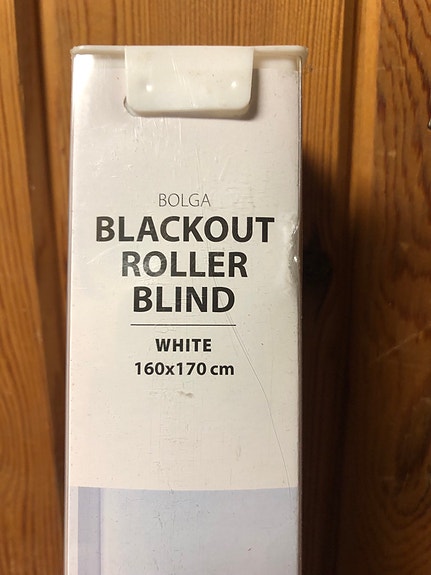 BOLGA
BLACKOUT
ROLLER
BLIND
WHITE
160x170 cm